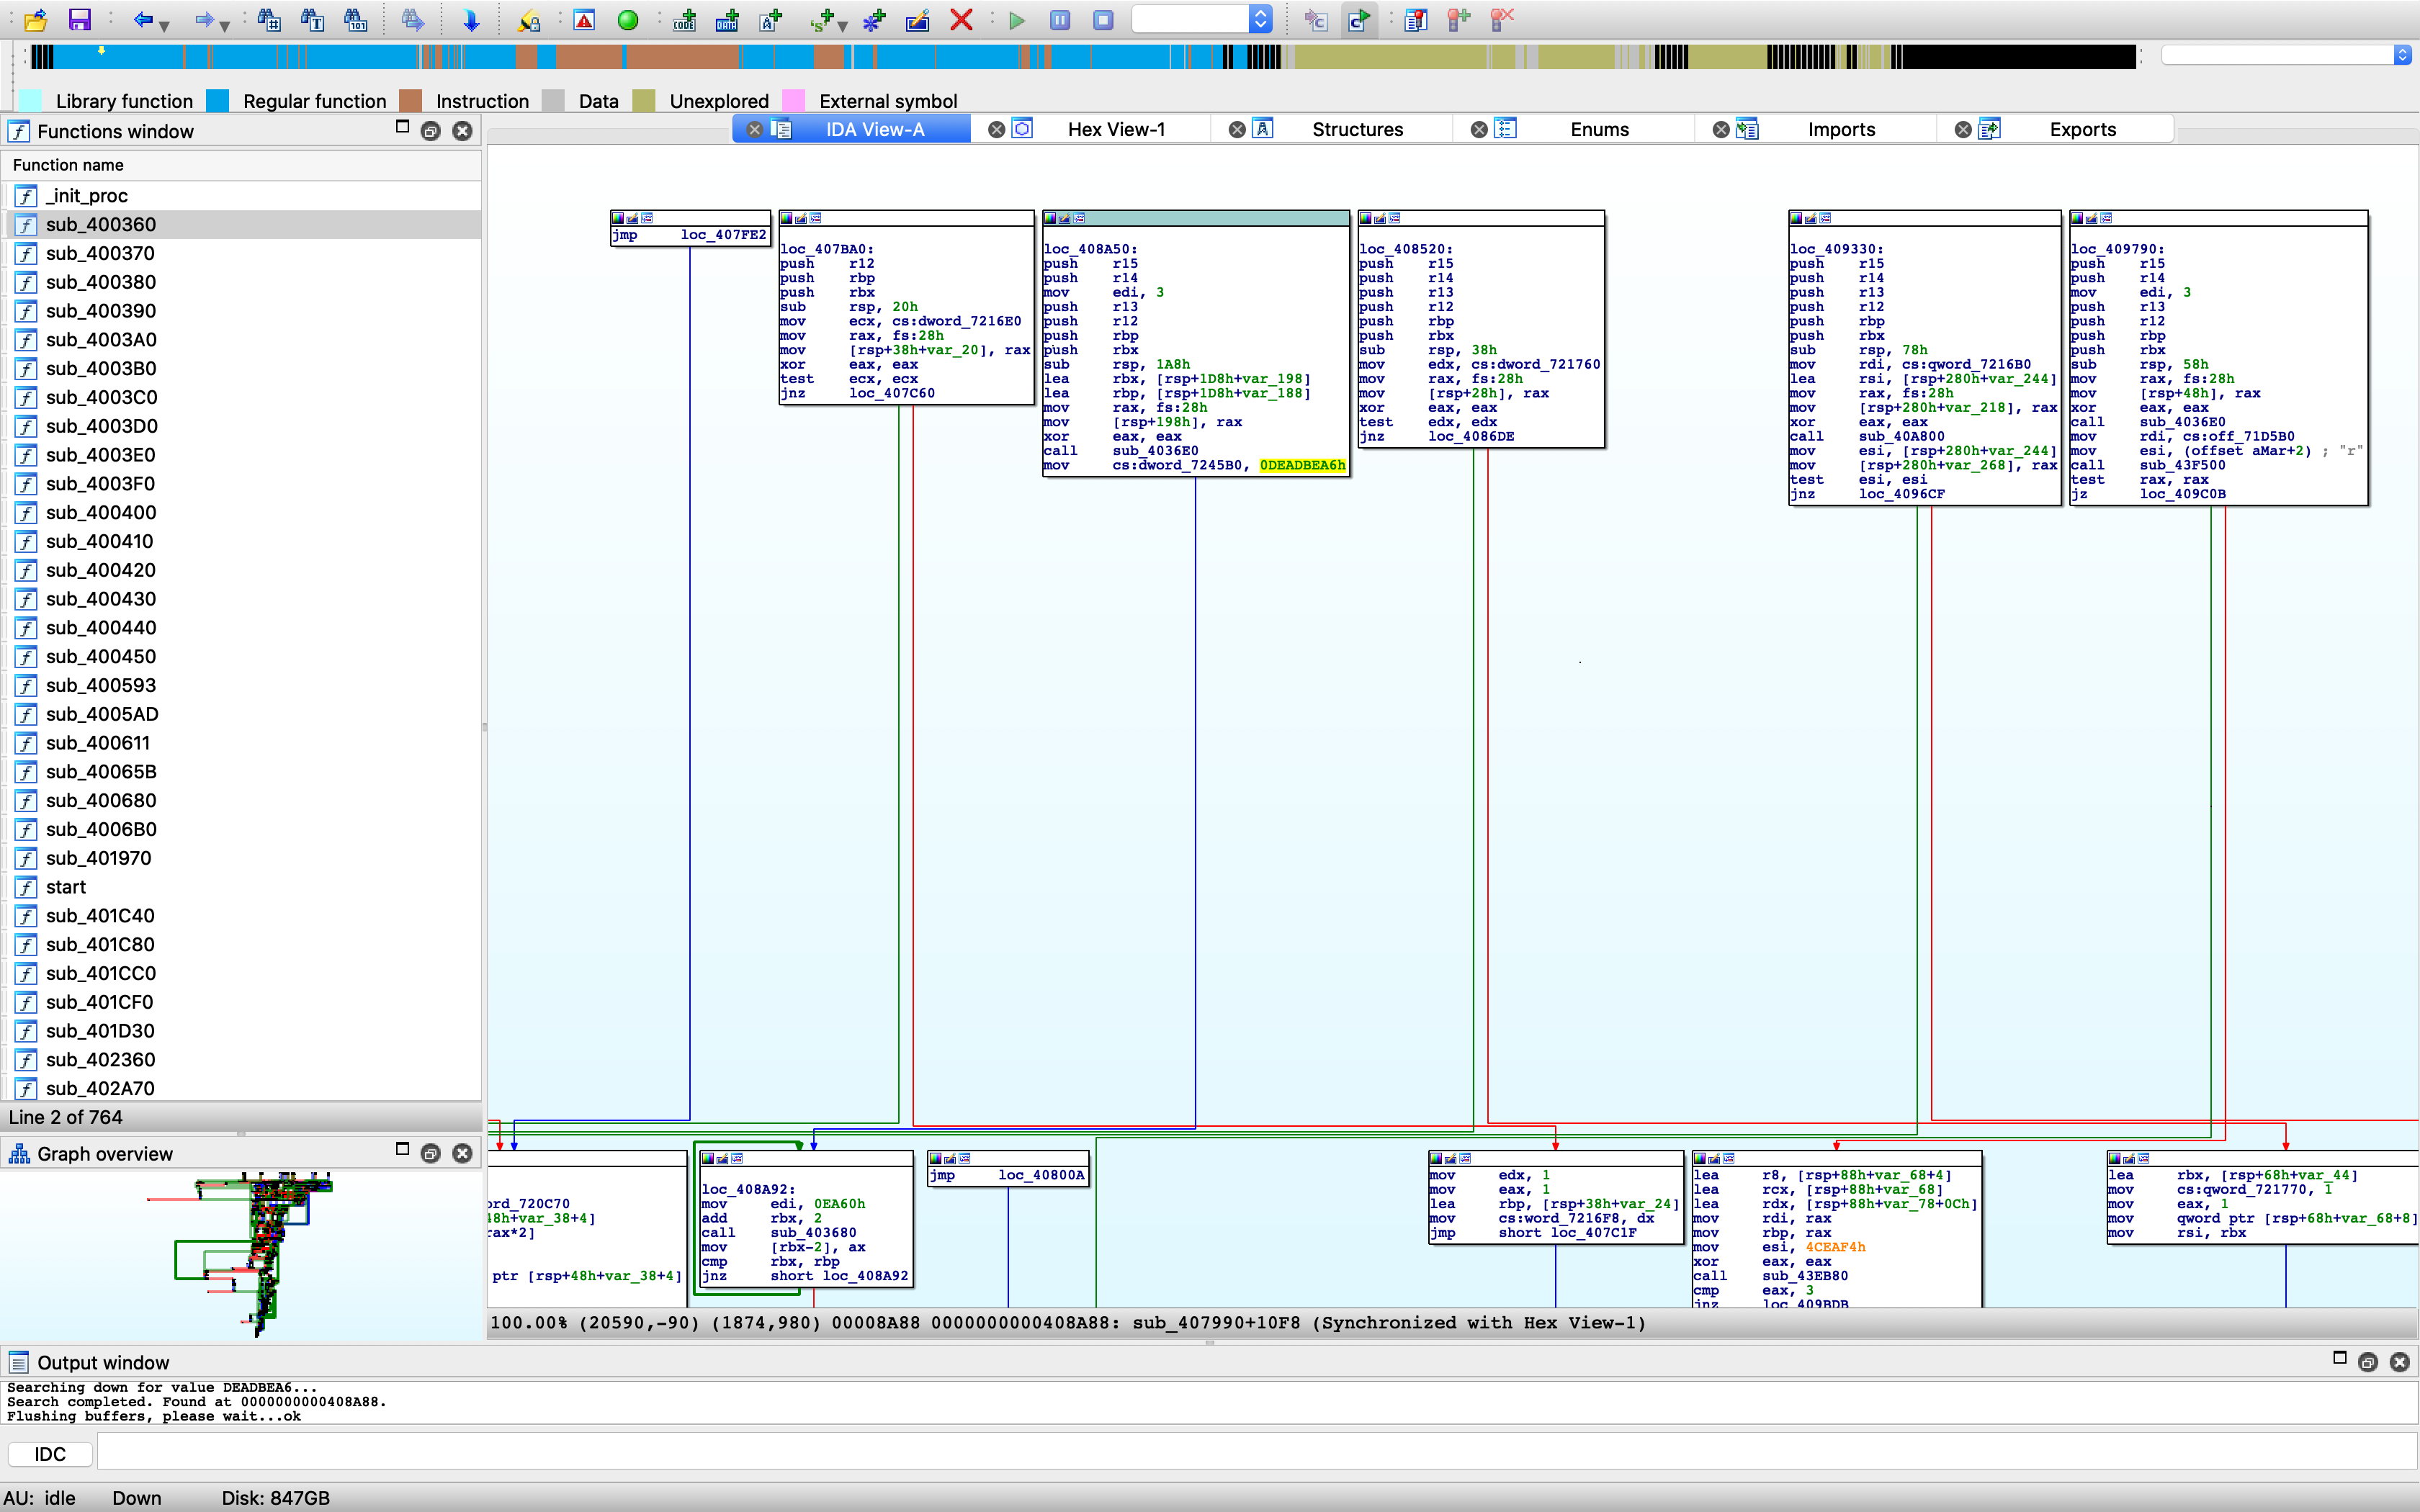 Library function Regular function Instruction Data Unexplored External symbol
Functions window
Function name
_init_proc
sub_400360
sub_400370
sub_400380
sub_400390
sub_4003A0
sub_4003B0
sub_4003C0
sub_4003D0
sub_4003E0
sub_4003F0
sub_400400
sub_400410
sub_400420
sub_400430
sub_400440
sub_400450
sub_400593
sub_4005AD
sub_400611
sub_40065B
sub_400680
sub_4006B0
sub_401970
start
sub_401C40
sub_401C80
sub_401CC0
sub_401CF0
sub_401D30
sub_402360
sub_402A70
Line 2 of 764
Graph overview
IDA View-A Hex View-1 Structures Enums Imports Exports
jmp loc_407FE2
loc_407BA0:
push r12
push rbp
push rbx
sub rsp, 20h
mov ecx, cs:dword_7216E0
mov rax, fs:28h
mov [rsp+38h+var_20], rax
xor eax, eax
test ecx, ecx
jnz loc_407C60
loc_408A50:
push r15
push r14
mov edi, 3
push r13
push r12
push rbp
push rbx
sub rsp, 1A8h
lea rbx, [rsp+1D8h+var_198]
lea rbp, [rsp+1D8h+var_188]
mov rax, fs:28h
mov [rsp+198h], rax
xor eax, eax
call sub_4036E0
mov cs:dword_7245B0, 0DEADBEA6h
loc_408520:
push r15
push r14
push r13
push r12
push rbp
push rbx
sub rsp, 38h
mov edx, cs:dword_721760
mov rax, fs:28h
mov [rsp+28h], rax
xor eax, eax
test edx, edx
jnz loc_4086DE
loc_409330:
push r15
push r14
push r13
push r12
push rbp
push rbx
sub rsp, 78h
mov rdi, cs:qword_7216B0
lea rsi, [rsp+280h+var_244]
mov rax, fs:28h
mov [rsp+280h+var_218], rax
xor eax, eax
call sub_40A800
mov esi, [rsp+280h+var_244]
mov [rsp+280h+var_268], rax
test esi, esi
jnz loc_4096CF
loc_409790:
push r15
push r14
mov edi, 3
push r13
push r12
push rbp
push rbx
sub rsp, 58h
mov rax, fs:28h
mov [rsp+48h], rax
xor eax, eax
call sub_4036E0
mov rdi, cs:off_71D5B0
mov esi, (offset aMar+2) ; "r"
call sub_43F500
test rax, rax
jz loc_409C0B
ord_720C70
48h+var_38+4]
rax*2]
ptr [rsp+48h+var_38+4]
loc_408A92:
mov edi, 0EA60h
add rbx, 2
call sub_403680
mov [rbx-2], ax
cmp rbx, rbp
jnz short loc_408A92
jmp loc_40800A
mov edx, 1
mov eax, 1
lea rbp, [rsp+38h+var_24]
mov cs:word_7216F8, dx
jmp short loc_407C1F
lea r8, [rsp+88h+var_68+4]
lea rcx, [rsp+88h+var_68]
lea rdx, [rsp+88h+var_78+0Ch]
mov rdi, rax
mov rbp, rax
mov esi, 4CEAF4h
xor eax, eax
call sub_43EB80
cmp eax, 3
jnz loc_409BDB
lea rbx, [rsp+68h+var_44]
mov cs:qword_721770, 1
mov eax, 1
mov qword ptr [rsp+68h+var_68+8]
mov rsi, rbx
100.00% (20590,-90) (1874,980) 00008A88 0000000000408A88: sub_407990+10F8 (Synchronized with Hex View-1)
Output window
Searching down for value DEADBEA6...
Search completed. Found at 0000000000408A88.
Flushing buffers, please wait...ok
IDC
AU: idle Down Disk: 847GB